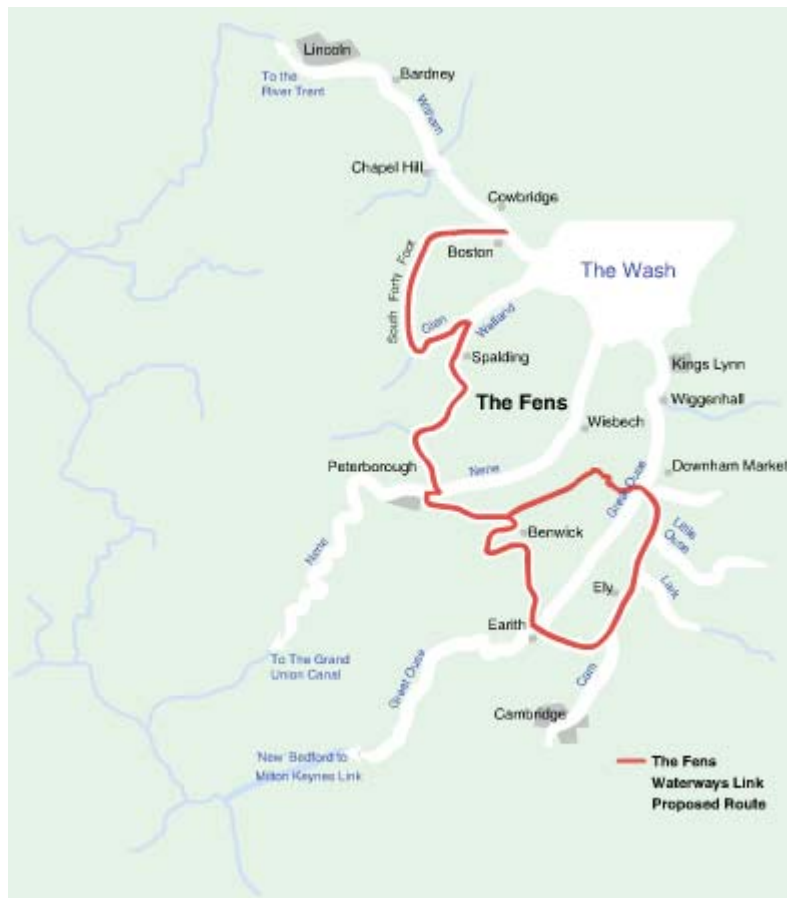 Lincoln
To the
River Trent
Bardney
Witham
Chapel Hill
Cowbridge
Boston
The Wash
South Forty Foot
Glen
Welland
Spalding
Kings Lynn
The Fens
Wiggenhall
Wisbech
Peterborough
Nene
Downham Market
Great Ouse
Benwick
Little
Ouse
Nene
Ely
Lark
Earith
To The Grand
Union Canal
Great Ouse
Cam
Cambridge
'New' Bedford to
Milton Keynes Link
The Fens
Waterways Link
Proposed Route